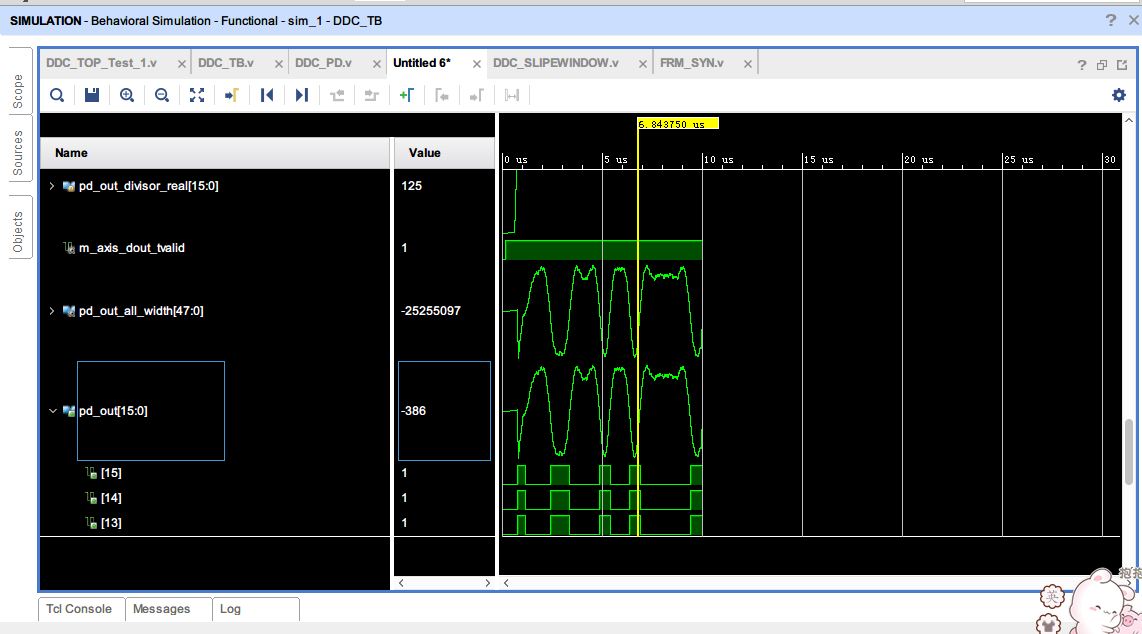 SIMULATION - Behavioral Simulation - Functional - sim_1 - DDC_TB
DDC_TOP_Test_1.v
DDC_TB.v
DDC_PD.v
Untitled 6*
DDC_SLIPEWINDOW.v
FRM_SYN.v
Scope
Sources
Objects
6.843750 us
Name
Value
0 us
5 us
10 us
15 us
20 us
25 us
30
pd_out_divisor_real[15:0]
125
m_axis_dout_tvalid
1
pd_out_all_width[47:0]
-25255097
pd_out[15:0]
-386
[15]
1
[14]
1
[13]
1
抱抱
英
Tcl Console
Messages
Log